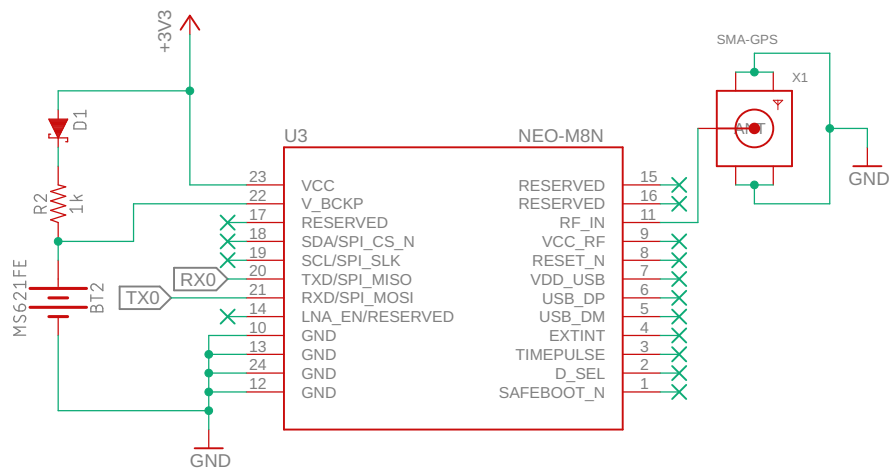 +3V3
SMA-GPS
X1
D1
ANT
U3
NEO-M8N
GND
R2
1k
23 VCC
RESERVED 15
22 V_BCKP
RESERVED 16
17 RESERVED
RF_IN 11
18 SDA/SPI_CS_N
VCC_RF 9
19 SCL/SPI_SLK
RESET_N 8
RX0
20 TXD/SPI_MISO
VDD_USB 7
TX0
21 RXD/SPI_MOSI
USB_DP 6
14 LNA_EN/RESERVED
USB_DM 5
10 GND
EXTINT 4
13 GND
TIMEPULSE 3
24 GND
D_SEL 2
12 GND
SAFEBOOT_N 1
MS621FE
BT2
GND